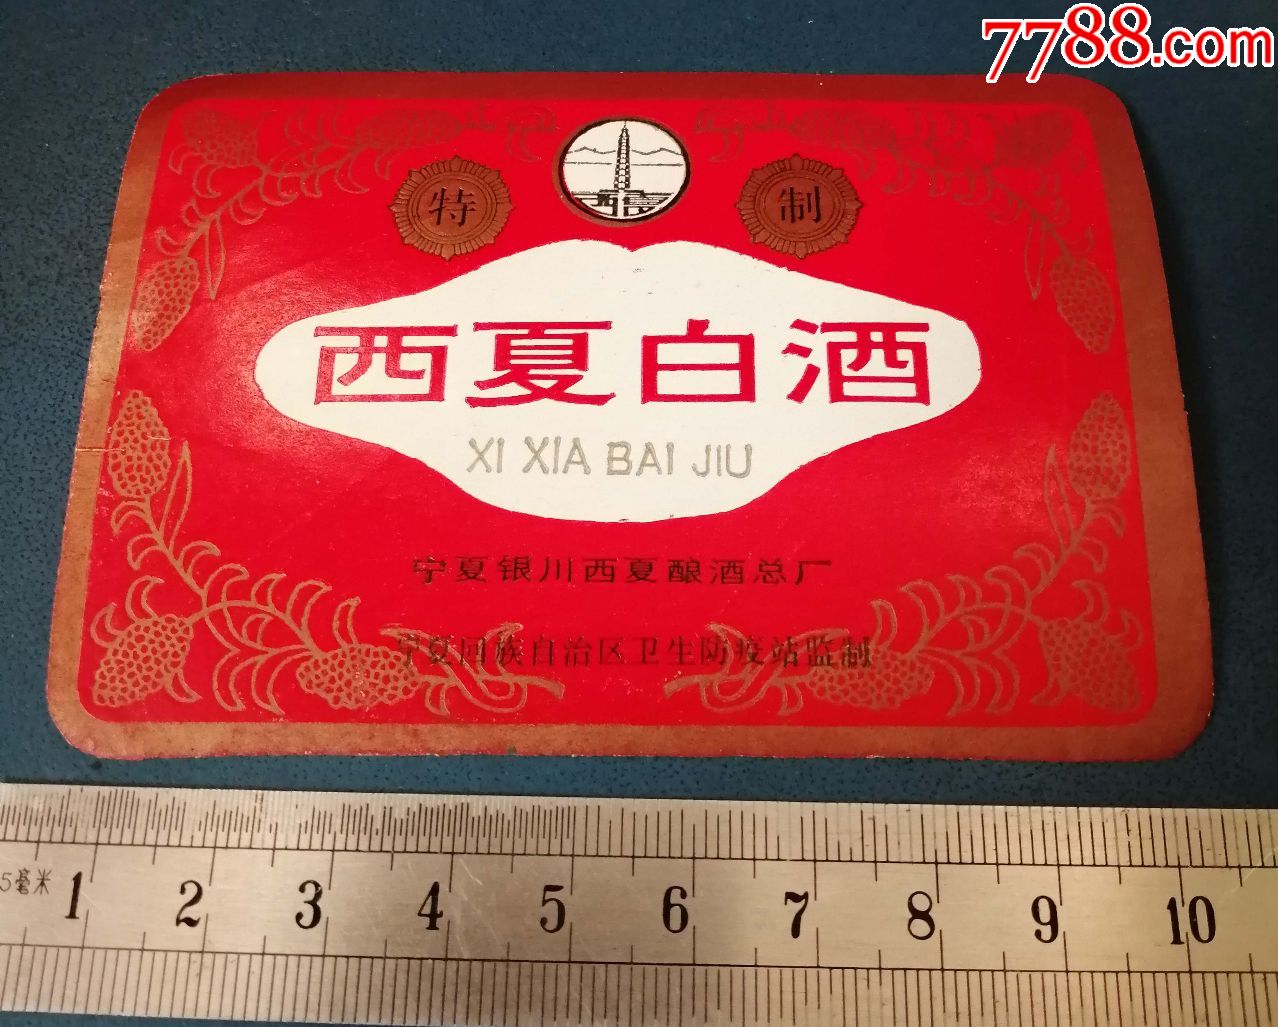 7788.com
特 制
西夏
西夏白酒
XI XIA BAI JIU
宁夏银川西夏酿酒总厂
宁夏回族自治区卫生防疫站监制
5毫米 1 2 3 4 5 6 7 8 9 10